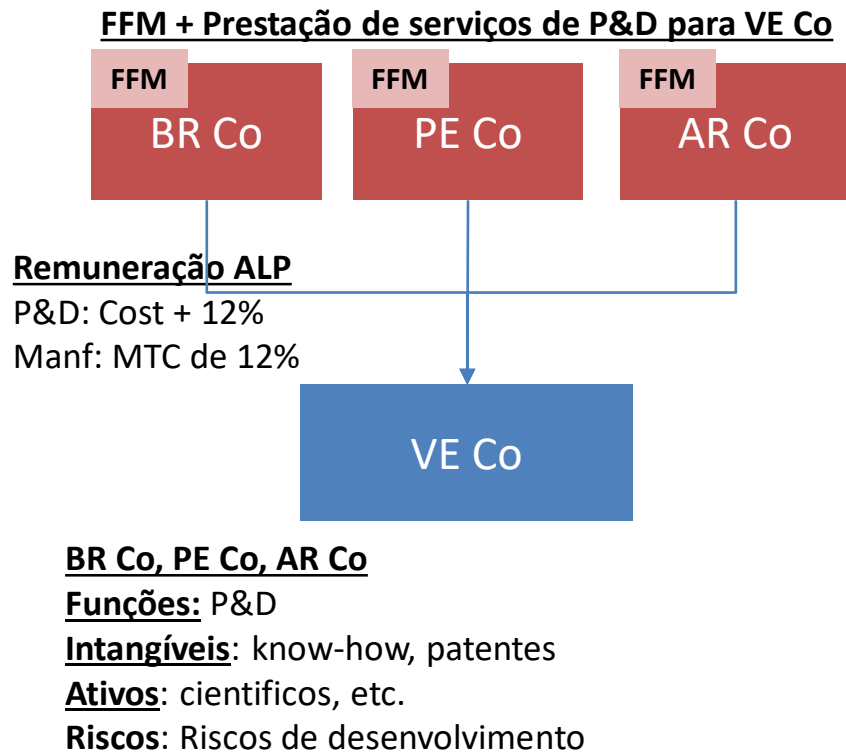 FFM + Prestação de serviços de P&D para VE Co
FFM
FFM
FFM
BR Co
PE Co
AR Co
Remuneração ALP
P&D: Cost + 12%
Manf: MTC de 12%
VE Co
BR Co, PE Co, AR Co
Funções: P&D
Intangíveis: know-how, patentes
Ativos: cientificos, etc.
Riscos: Riscos de desenvolvimento